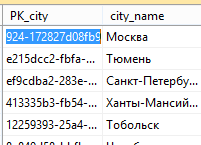 PK_city city_name
924-172827d08fb9 Москва
e215dcc2-fbfa-... Тюмень
ef9cdba2-283e-... Санкт-Петербу...
413335b3-fb54-... Ханты-Мансий...
12259393-25a4-... Тобольск